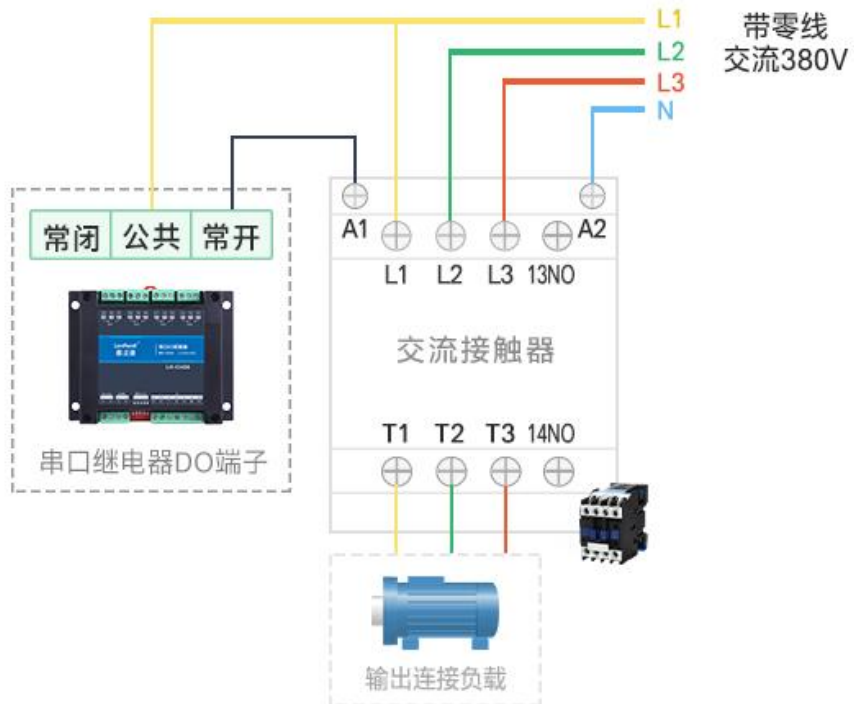 L1
带零线
L2
交流380V
L3
N
常闭 公共 常开
A1
A2
L1 L2 L3 13NO
交流接触器
T1 T2 T3 14NO
串口继电器DO端子
输出连接负载